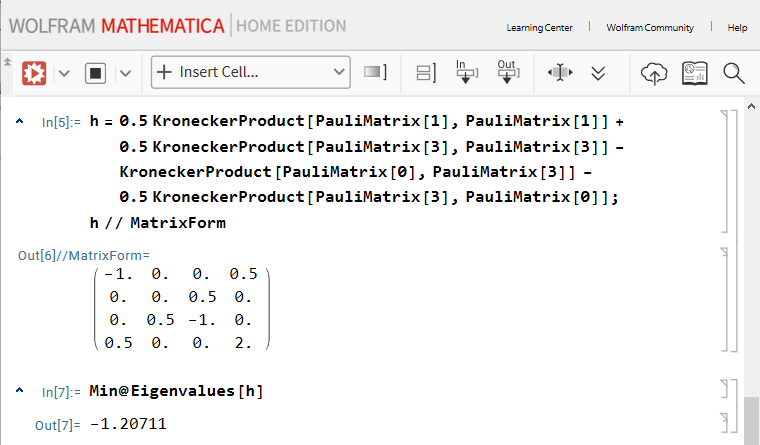 WOLFRAM MATHEMATICA | HOME EDITION
Learning Center | Wolfram Community | Help
+ Insert Cell... In Out
In[5]:= h = 0.5 KroneckerProduct[PauliMatrix[1], PauliMatrix[1]] +
0.5 KroneckerProduct[PauliMatrix[3], PauliMatrix[3]] -
KroneckerProduct[PauliMatrix[0], PauliMatrix[3]] -
0.5 KroneckerProduct[PauliMatrix[3], PauliMatrix[0]];
h // MatrixForm
Out[6]//MatrixForm=
-1. 0. 0. 0.5
0. 0. 0.5 0.
0. 0.5 -1. 0.
0.5 0. 0. 2.
In[7]:= Min@Eigenvalues[h]
Out[7]= -1.20711